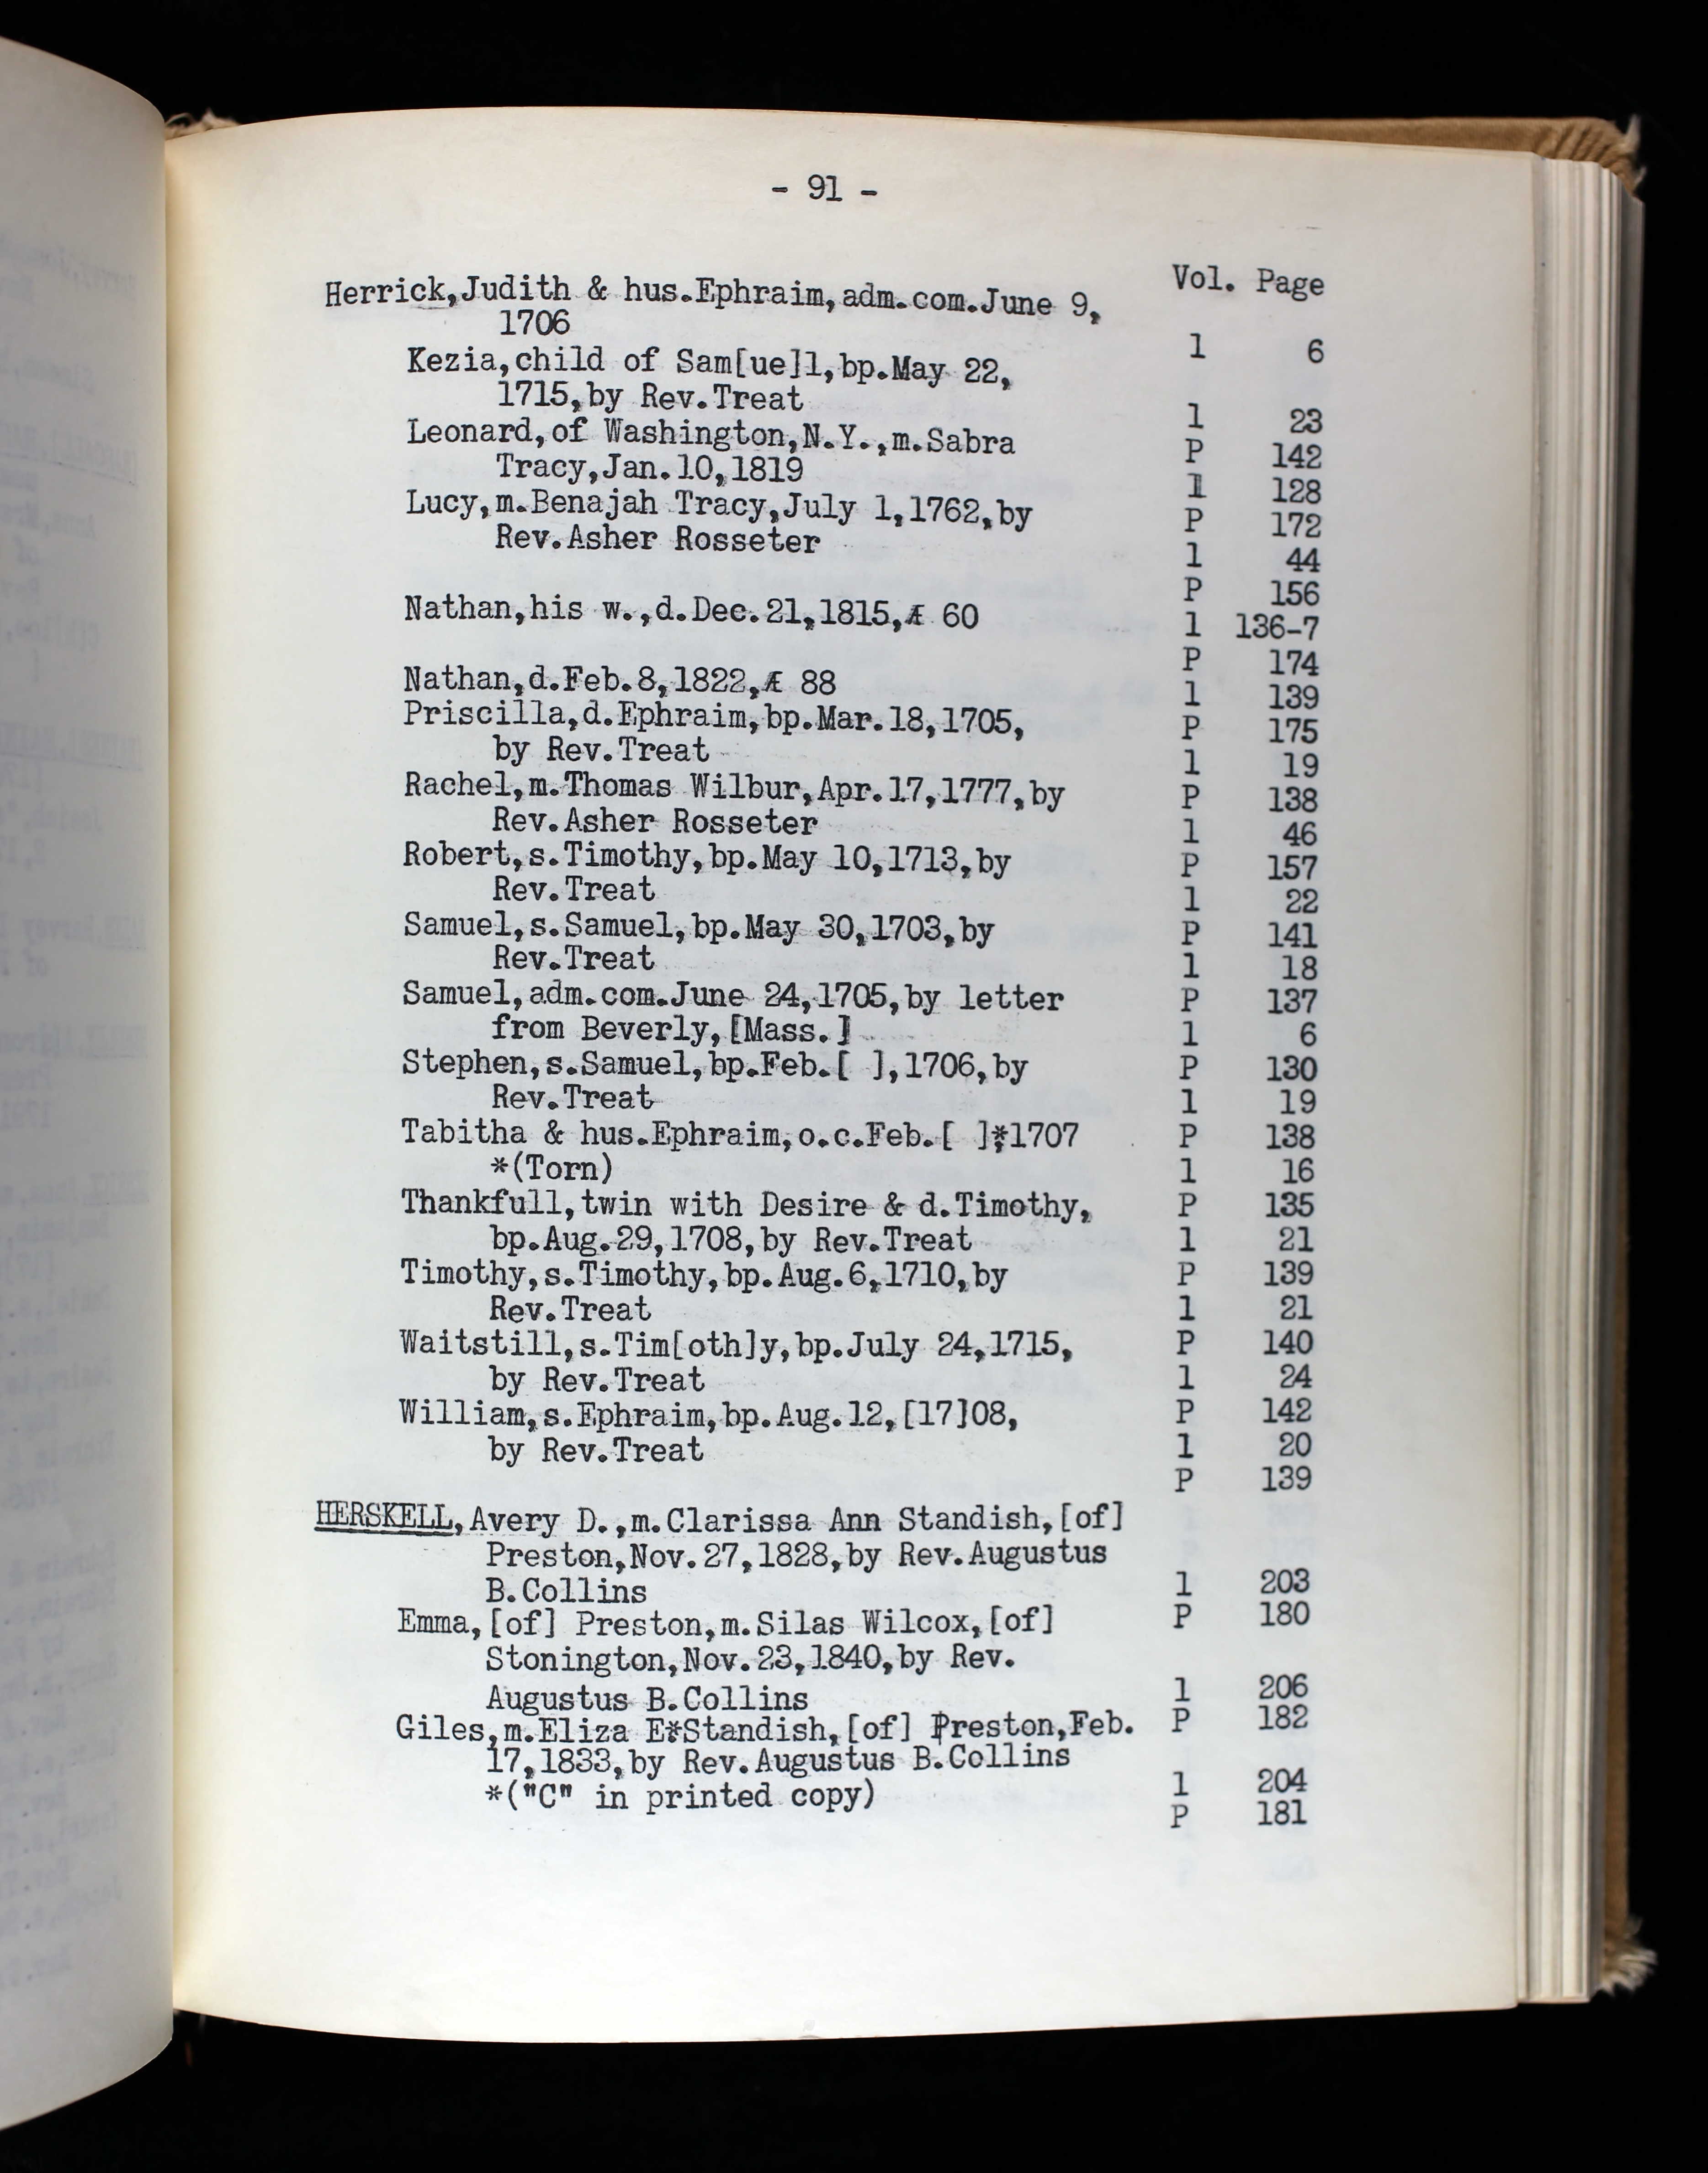 - 91 -
Vol. Page
Herrick,Judith & hus.Ephraim,adm.com.June 9,
1706 1 6
Kezia,child of Sam[ue]l,bp.May 22,
1715,by Rev.Treat 1 23
Leonard,of Washington,N.Y.,m.Sabra P 142
Tracy,Jan.10,1819 1 128
Lucy,m.Benajah Tracy,July 1,1762,by P 172
Rev.Asher Rosseter 1 44
P 156
Nathan,his w.,d.Dec.21,1815,Æ 60 1 136-7
P 174
Nathan,d.Feb.8,1822,Æ 88 1 139
Priscilla,d.Ephraim,bp.Mar.18,1705, P 175
by Rev.Treat 1 19
Rachel,m.Thomas Wilbur,Apr.17,1777,by P 138
Rev.Asher Rosseter 1 46
Robert,s.Timothy,bp.May 10,1713,by P 157
Rev.Treat 1 22
Samuel,s.Samuel,bp.May 30,1703,by P 141
Rev.Treat 1 18
Samuel,adm.com.June 24,1705,by letter P 137
from Beverly,[Mass.] 1 6
Stephen,s.Samuel,bp.Feb.[ ],1706,by P 130
Rev.Treat 1 19
Tabitha & hus.Ephraim,o.c.Feb.[ ]*,1707 P 138
*(Torn) 1 16
Thankfull,twin with Desire & d.Timothy, P 135
bp.Aug.29,1708,by Rev.Treat 1 21
Timothy,s.Timothy,bp.Aug.6,1710,by P 139
Rev.Treat 1 21
Waitstill,s.Tim[oth]y,bp.July 24,1715, P 140
by Rev.Treat 1 24
William,s.Ephraim,bp.Aug.12,[17]08, P 142
by Rev.Treat 1 20
P 139
HERSKELL,Avery D.,m.Clarissa Ann Standish,[of]
Preston,Nov.27,1828,by Rev.Augustus
B.Collins 1 203
Emma,[of] Preston,m.Silas Wilcox,[of] P 180
Stonington,Nov.23,1840,by Rev.
Augustus B.Collins 1 206
Giles,m.Eliza E*Standish,[of] Preston,Feb. P 182
17,1833,by Rev.Augustus B.Collins
*("C" in printed copy) 1 204
P 181